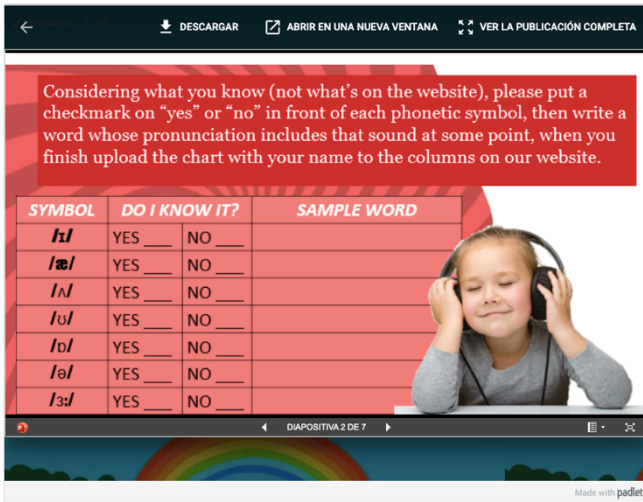 DESCARGAR ABRIR EN UNA NUEVA VENTANA VER LA PUBLICACIÓN COMPLETA
Considering what you know (not what's on the website), please put a
checkmark on “yes” or “no” in front of each phonetic symbol, then write a
word whose pronunciation includes that sound at some point, when you
finish upload the chart with your name to the columns on our website.
SYMBOL DO I KNOW IT? SAMPLE WORD
/ɪ/ YES ___ NO ___
/æ/ YES ___ NO ___
/ʌ/ YES ___ NO ___
/ʊ/ YES ___ NO ___
/ɒ/ YES ___ NO ___
/ə/ YES ___ NO ___
/ɜ:/ YES ___ NO ___
DIAPOSITIVA 2 DE 7
Made with padlet